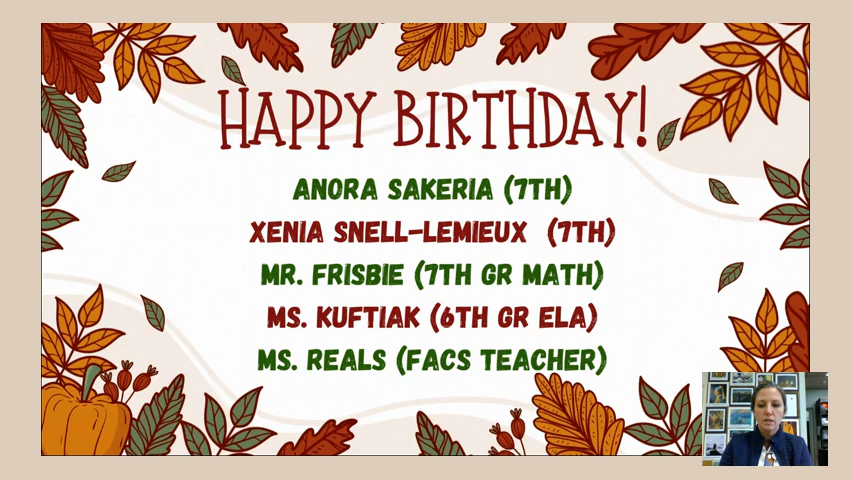 HAPPY BIRTHDAY!
ANORA SAKERIA (7TH)
XENIA SNELL-LEMIEUX (7TH)
MR. FRISBIE (7TH GR MATH)
MS. KUFTIAK (6TH GR ELA)
MS. REALS (FACS TEACHER)